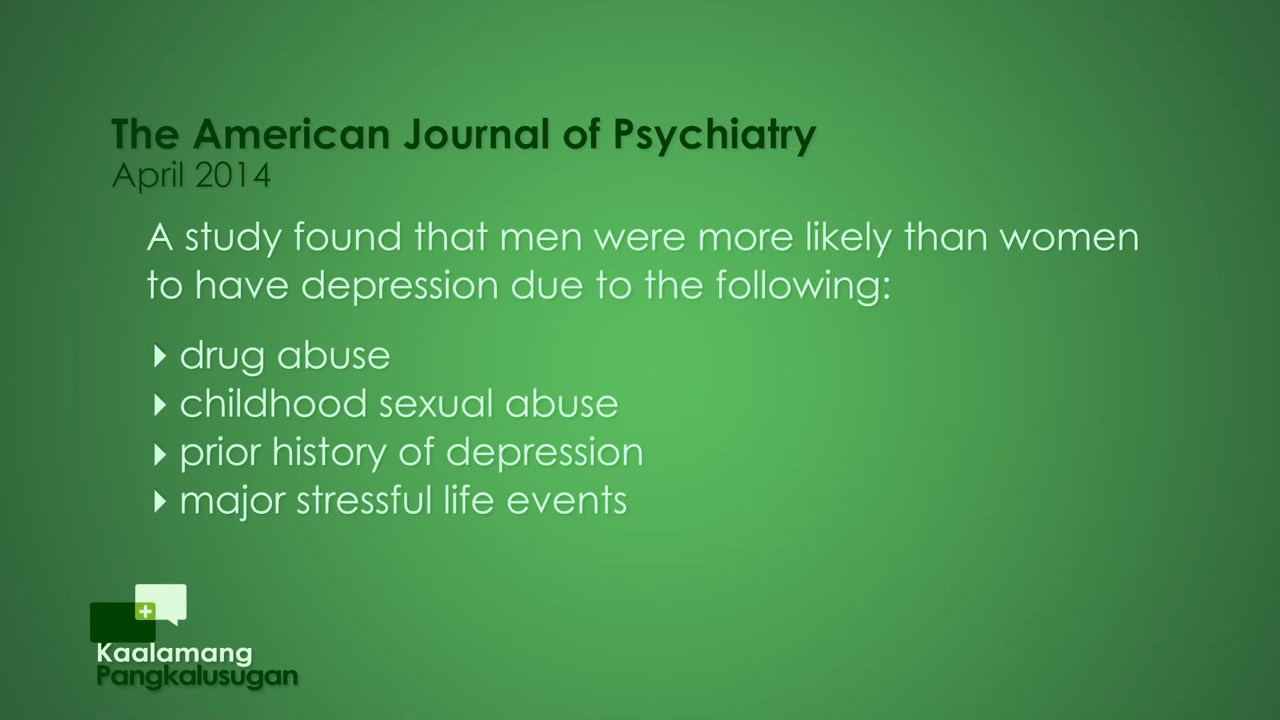 The American Journal of Psychiatry
April 2014
A study found that men were more likely than women
to have depression due to the following:
drug abuse
childhood sexual abuse
prior history of depression
major stressful life events
Kaalamang
Pangkalusugan